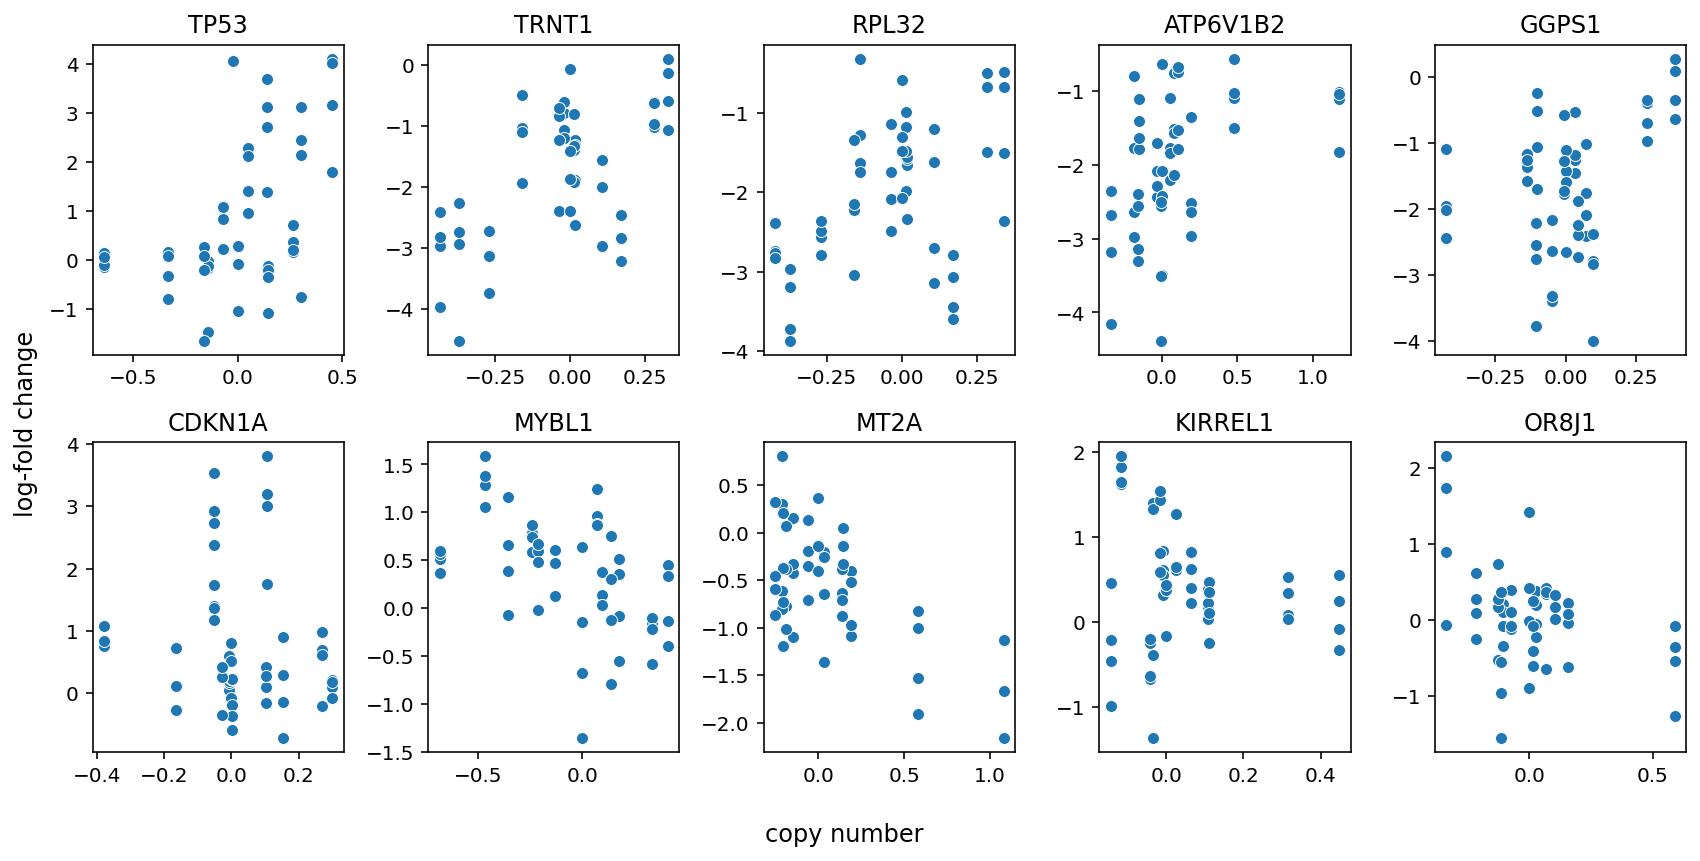 TP53 TRNT1 RPL32 ATP6V1B2 GGPS1
4 0 −1 −1 0
3 −1 −2 −2 −1
2 −2 −3 −3 −2
1 −3 −4 −4 −3
0 −4 −4
−1
−0.5 0.0 0.5 −0.25 0.00 0.25 −0.25 0.00 0.25 0.0 0.5 1.0 −0.25 0.00 0.25
log-fold change
CDKN1A MYBL1 MT2A KIRREL1 OR8J1
4 1.5 0.5 2 2
3 1.0 0.0 1 1
2 0.5 −0.5 0 0
1 0.0 −1.0 −1 −1
0 −0.5 −1.5
−1.0 −2.0
−1.5
−0.4 −0.2 0.0 0.2 −0.5 0.0 0.0 0.5 1.0 0.0 0.2 0.4 0.0 0.5
copy number